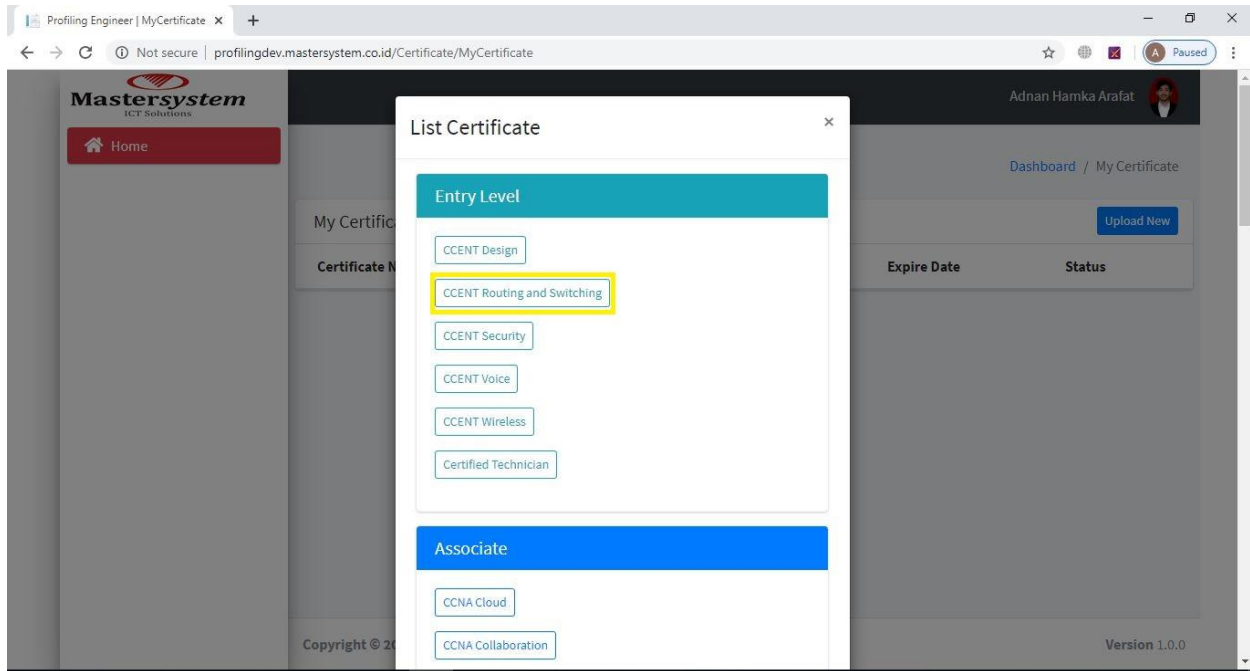 Profiling Engineer | MyCertificate
Not secure | profilingdev.mastersystem.co.id/Certificate/MyCertificate
A Paused
Mastersystem
ICT Solutions
Adnan Hamka Arafat
Home
List Certificate ×
Dashboard / My Certificate
Entry Level
My Certific
Upload New
CCENT Design
Certificate N
Expire Date
Status
CCENT Routing and Switching
CCENT Security
CCENT Voice
CCENT Wireless
Certified Technician
Associate
CCNA Cloud
CCNA Collaboration
Copyright © 20
Version 1.0.0